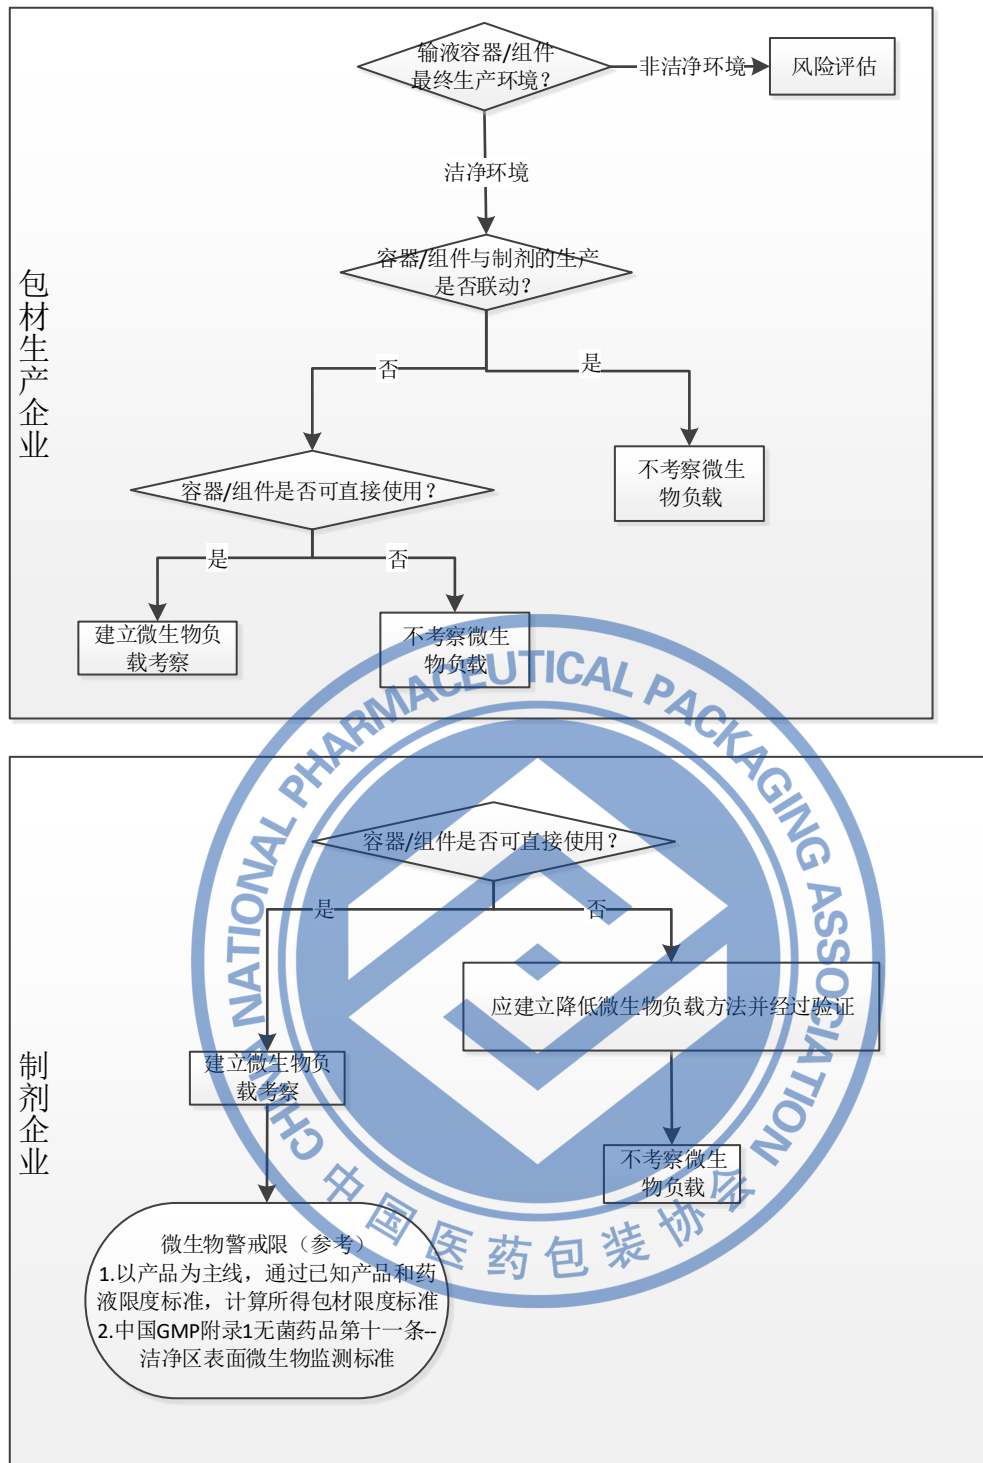 输液容器/组件
最终生产环境？
非洁净环境
风险评估
洁净环境
容器/组件与制剂的生产
是否联动？
否
是
容器/组件是否可直接使用？
不考察微生
物负载
是
否
建立微生物负
载考察
不考察微生
物负载
包材生产企业
容器/组件是否可直接使用？
是
否
应建立降低微生物负载方法并经过验证
建立微生物负
载考察
不考察微生
物负载
微生物警戒限（参考）
1.以产品为主线，通过已知产品和药
液限度标准，计算所得包材限度标准
2.中国GMP附录1无菌药品第十一条--
洁净区表面微生物监测标准
制剂企业
CHINA NATIONAL PHARMACEUTICAL PACKAGING ASSOCIATION
中国医药包装协会